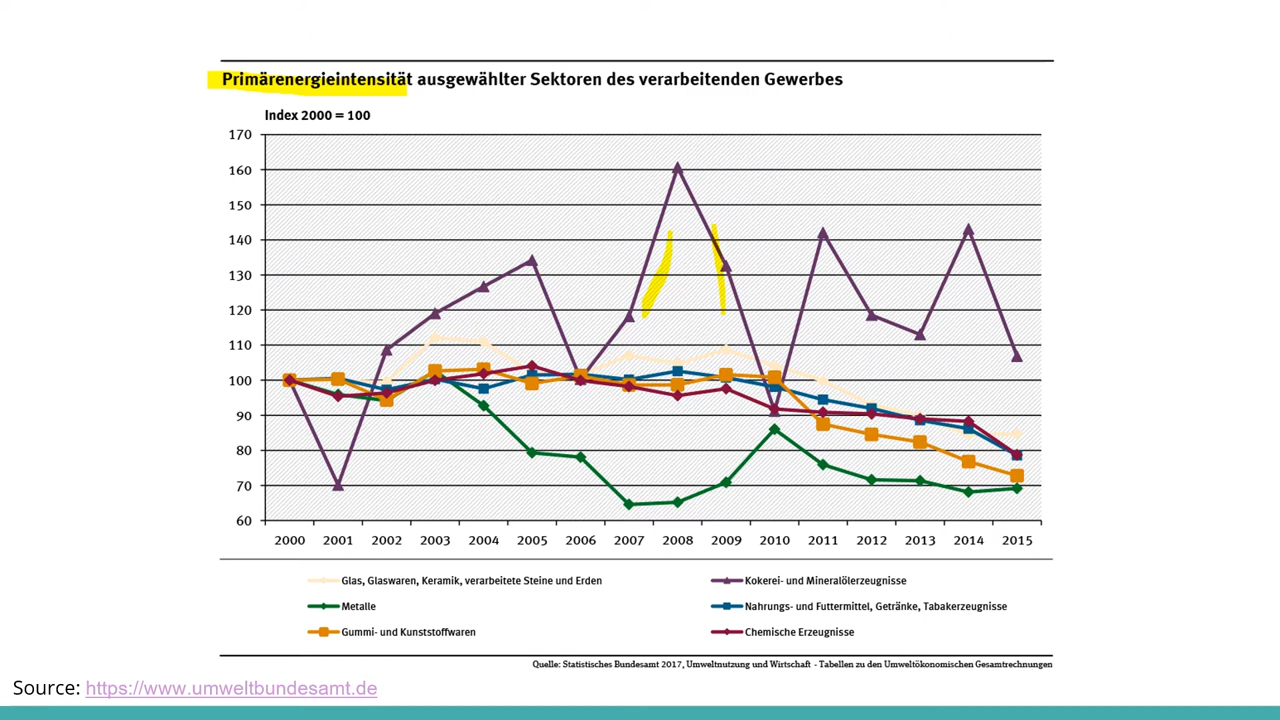 Primärenergieintensität ausgewählter Sektoren des verarbeitenden Gewerbes
Index 2000 = 100
170
160
150
140
130
120
110
100
90
80
70
60
2000 2001 2002 2003 2004 2005 2006 2007 2008 2009 2010 2011 2012 2013 2014 2015
Glas, Glaswaren, Keramik, verarbeitete Steine und Erden
Kokerei- und Mineralölerzeugnisse
Metalle
Nahrungs- und Futtermittel, Getränke, Tabakerzeugnisse
Gummi- und Kunststoffwaren
Chemische Erzeugnisse
Quelle: Statistisches Bundesamt 2017, Umweltnutzung und Wirtschaft - Tabellen zu den Umweltökonomischen Gesamtrechnungen
Source: https://www.umweltbundesamt.de